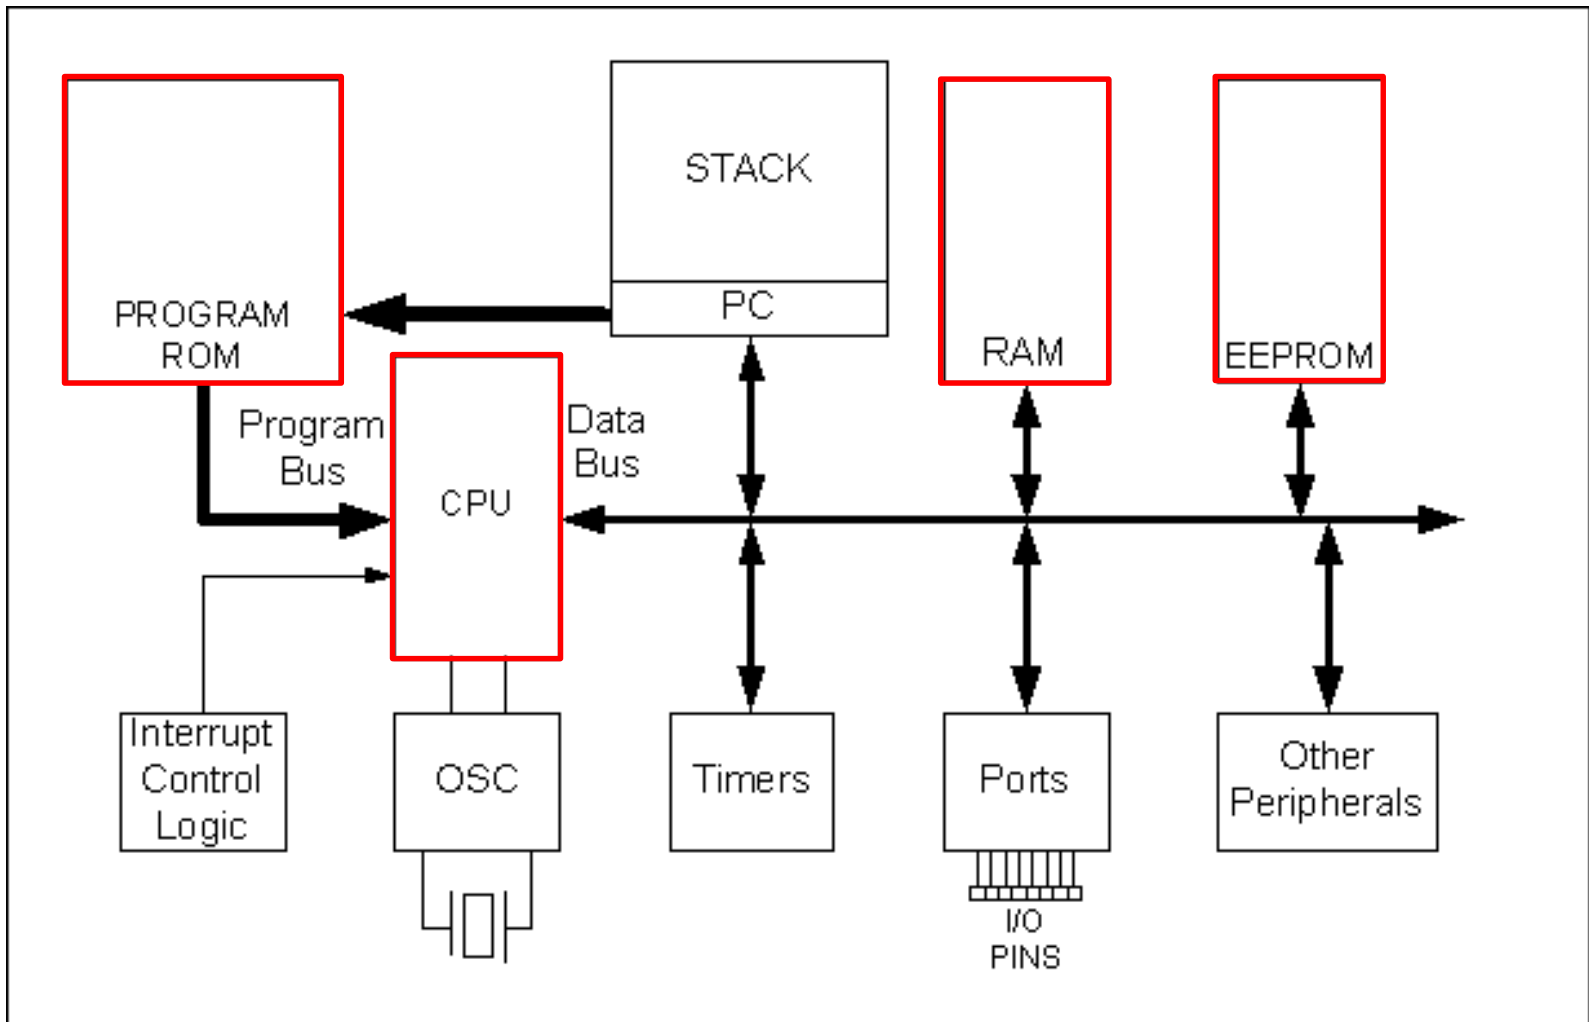 STACK
PC
PROGRAM
ROM
RAM
EEPROM
Program
Bus
CPU
Data
Bus
Interrupt
Control
Logic
OSC
Timers
Ports
Other
Peripherals
I/O
PINS